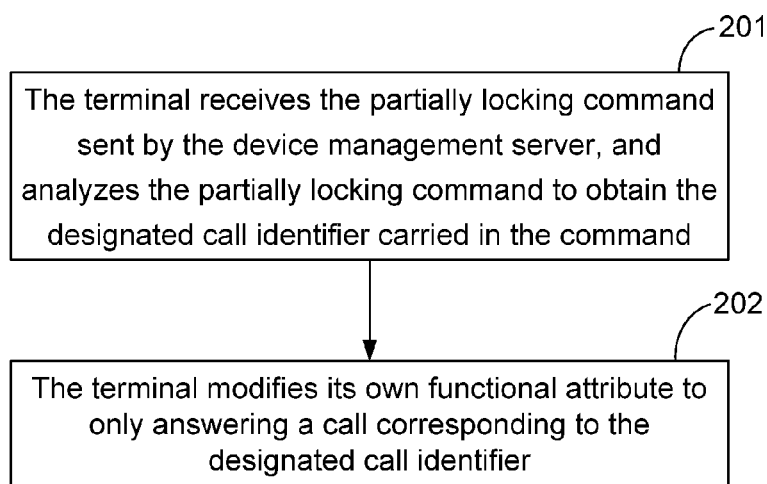 201
The terminal receives the partially locking command
sent by the device management server, and
analyzes the partially locking command to obtain the
designated call identifier carried in the command
202
The terminal modifies its own functional attribute to
only answering a call corresponding to the
designated call identifier